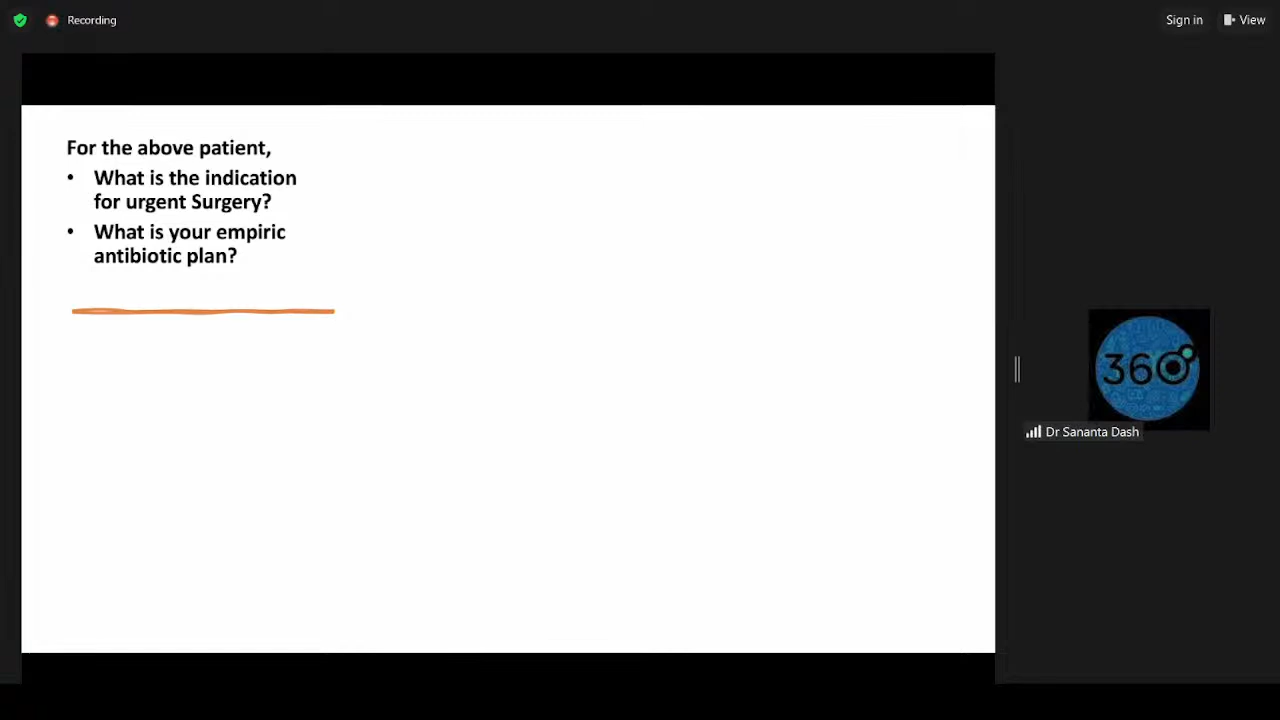 Recording
Sign in
View
For the above patient,
• What is the indication
for urgent Surgery?
• What is your empiric
antibiotic plan?
360
Dr Sananta Dash